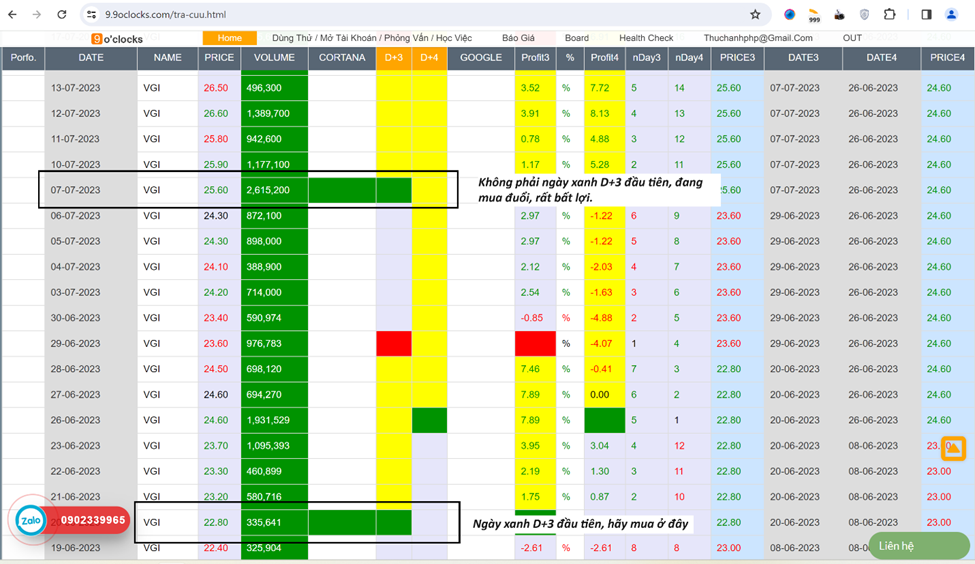 9.9oclocks.com/tra-cuu.html
999
9 o'clocks Home Dùng Thử / Mở Tài Khoản / Phỏng Vấn / Học Việc Báo Giá Board Health Check Thuchanhphp@Gmail.Com OUT
Porfo. DATE NAME PRICE VOLUME CORTANA D+3 D+4 GOOGLE Profit3 % Profit4 nDay3 nDay4 PRICE3 DATE3 DATE4 PRICE4
13-07-2023 VGI 26.50 496,300 3.52 % 7.72 5 14 25.60 07-07-2023 26-06-2023 24.60
12-07-2023 VGI 26.60 1,389,700 3.91 % 8.13 4 13 25.60 07-07-2023 26-06-2023 24.60
11-07-2023 VGI 25.80 942,600 0.78 % 4.88 3 12 25.60 07-07-2023 26-06-2023 24.60
10-07-2023 VGI 25.90 1,177,100 1.17 % 5.28 2 11 25.60 07-07-2023 26-06-2023 24.60
07-07-2023 VGI 25.60 2,615,200 Không phải ngày xanh D+3 đầu tiên, đang 5.60 07-07-2023 26-06-2023 24.60
mua đuổi, rất bất lợi.
06-07-2023 VGI 24.30 872,100 2.97 % -1.22 6 9 23.60 29-06-2023 26-06-2023 24.60
05-07-2023 VGI 24.30 898,000 2.97 % -1.22 5 8 23.60 29-06-2023 26-06-2023 24.60
04-07-2023 VGI 24.10 388,900 2.12 % -2.03 4 7 23.60 29-06-2023 26-06-2023 24.60
03-07-2023 VGI 24.20 714,000 2.54 % -1.63 3 6 23.60 29-06-2023 26-06-2023 24.60
30-06-2023 VGI 23.40 590,974 -0.85 % -4.88 2 5 23.60 29-06-2023 26-06-2023 24.60
29-06-2023 VGI 23.60 976,783 % -4.07 1 4 23.60 29-06-2023 26-06-2023 24.60
28-06-2023 VGI 24.50 698,120 7.46 % -0.41 7 3 22.80 20-06-2023 26-06-2023 24.60
27-06-2023 VGI 24.60 694,270 7.89 % 0.00 6 2 22.80 20-06-2023 26-06-2023 24.60
26-06-2023 VGI 24.60 1,931,529 7.89 % 5 1 22.80 20-06-2023 26-06-2023 24.60
23-06-2023 VGI 23.70 1,095,393 3.95 % 3.04 4 12 22.80 20-06-2023 08-06-2023 23.
22-06-2023 VGI 23.30 460,899 2.19 % 1.30 3 11 22.80 20-06-2023 08-06-2023 23.00
21-06-2023 VGI 23.20 580,716 1.75 % 0.87 2 10 22.80 20-06-2023 08-06-2023 23.00
Zalo 0902339965 VGI 22.80 335,641 Ngày xanh D+3 đầu tiên, hãy mua ở đây 22.80 20-06-2023 08-06-2023 23.00
19-06-2023 VGI 22.40 325,904 -2.61 % -2.61 8 8 23.00 08-06-2023 08-0
Liên hệ